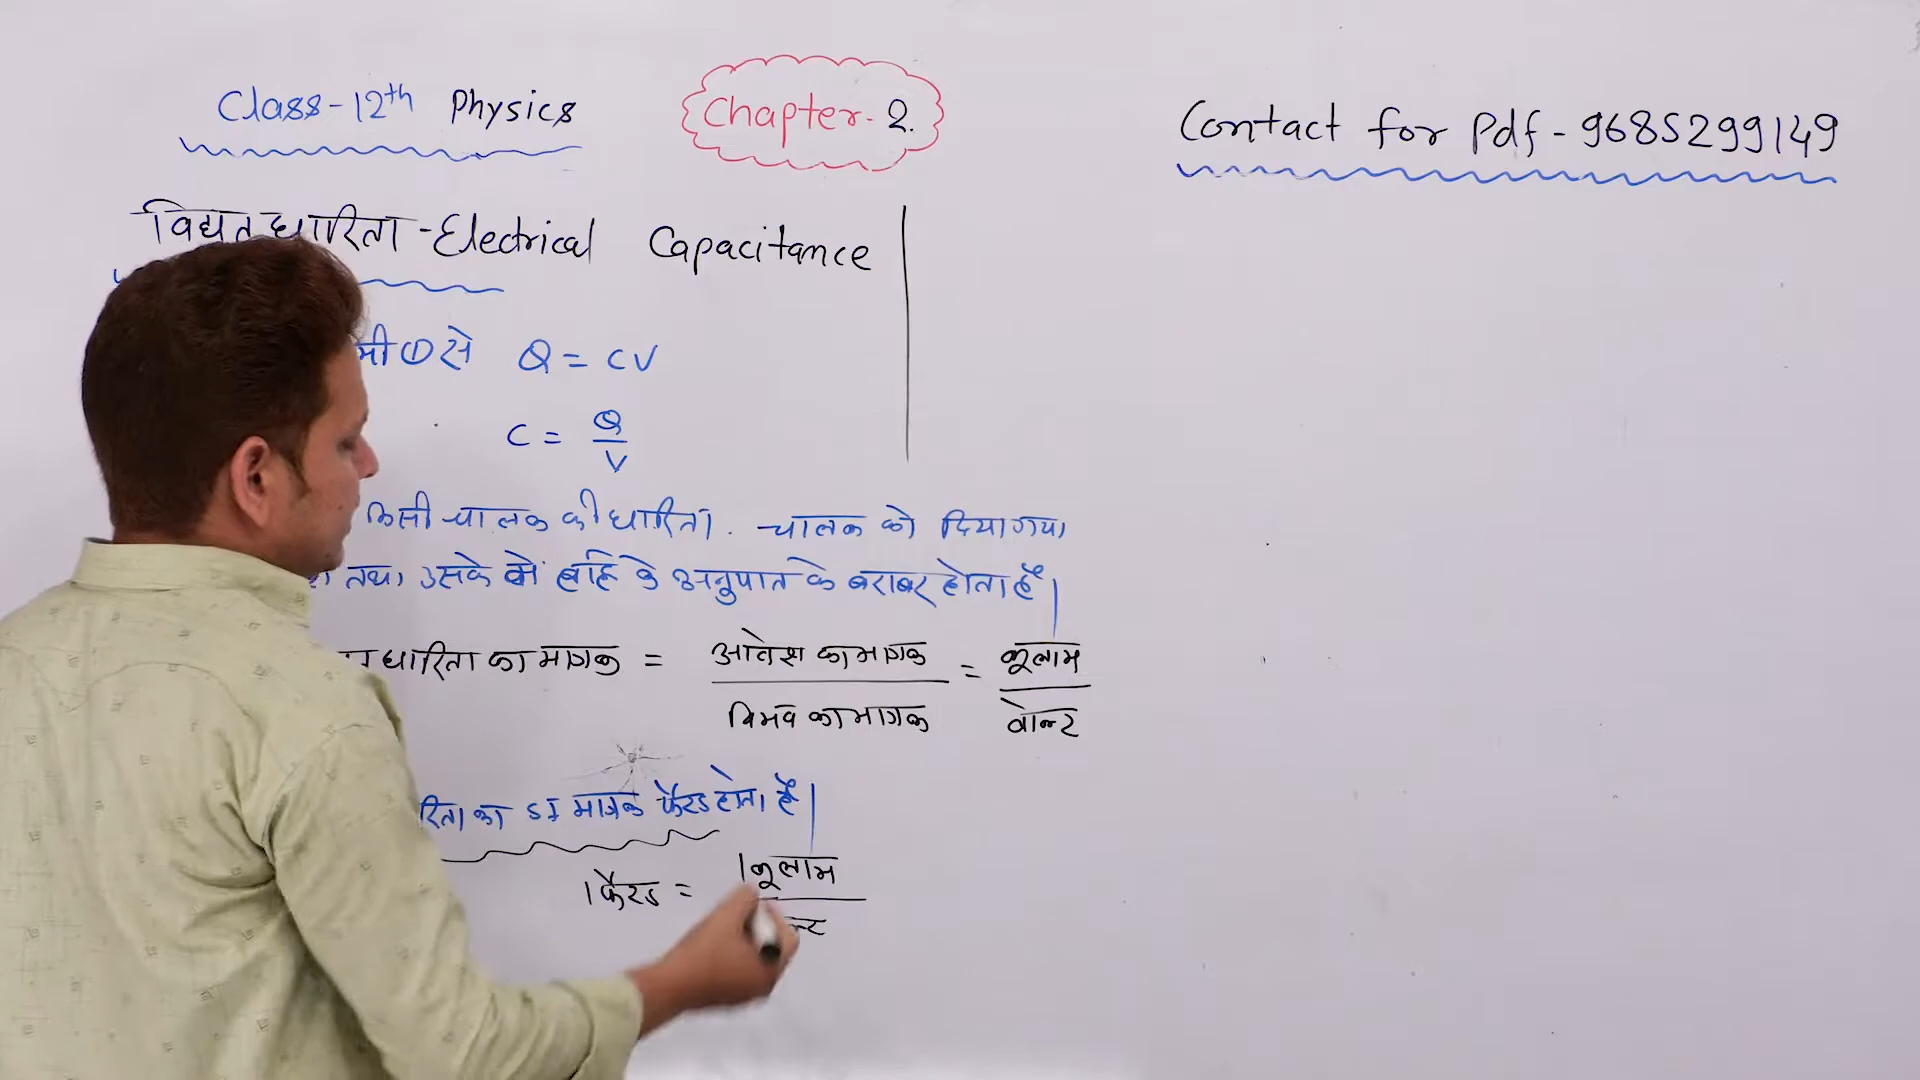 Class-12th Physics
Chapter-2.
Contact for Pdf - 9685299149
विद्युत धारिता - Electrical Capacitance
① से Q = CV
C = Q/V
किसी चालक की धारिता. चालक को दिया गया
तथा उसके में के अनुपात के बराबर होता है|
धारिता का मात्रक = आवेश का मात्रक / विभव का मात्रक = कूलाम / वोल्ट
का SI मात्रक फैरड होता है|
1 फैरड = 1 कूलाम